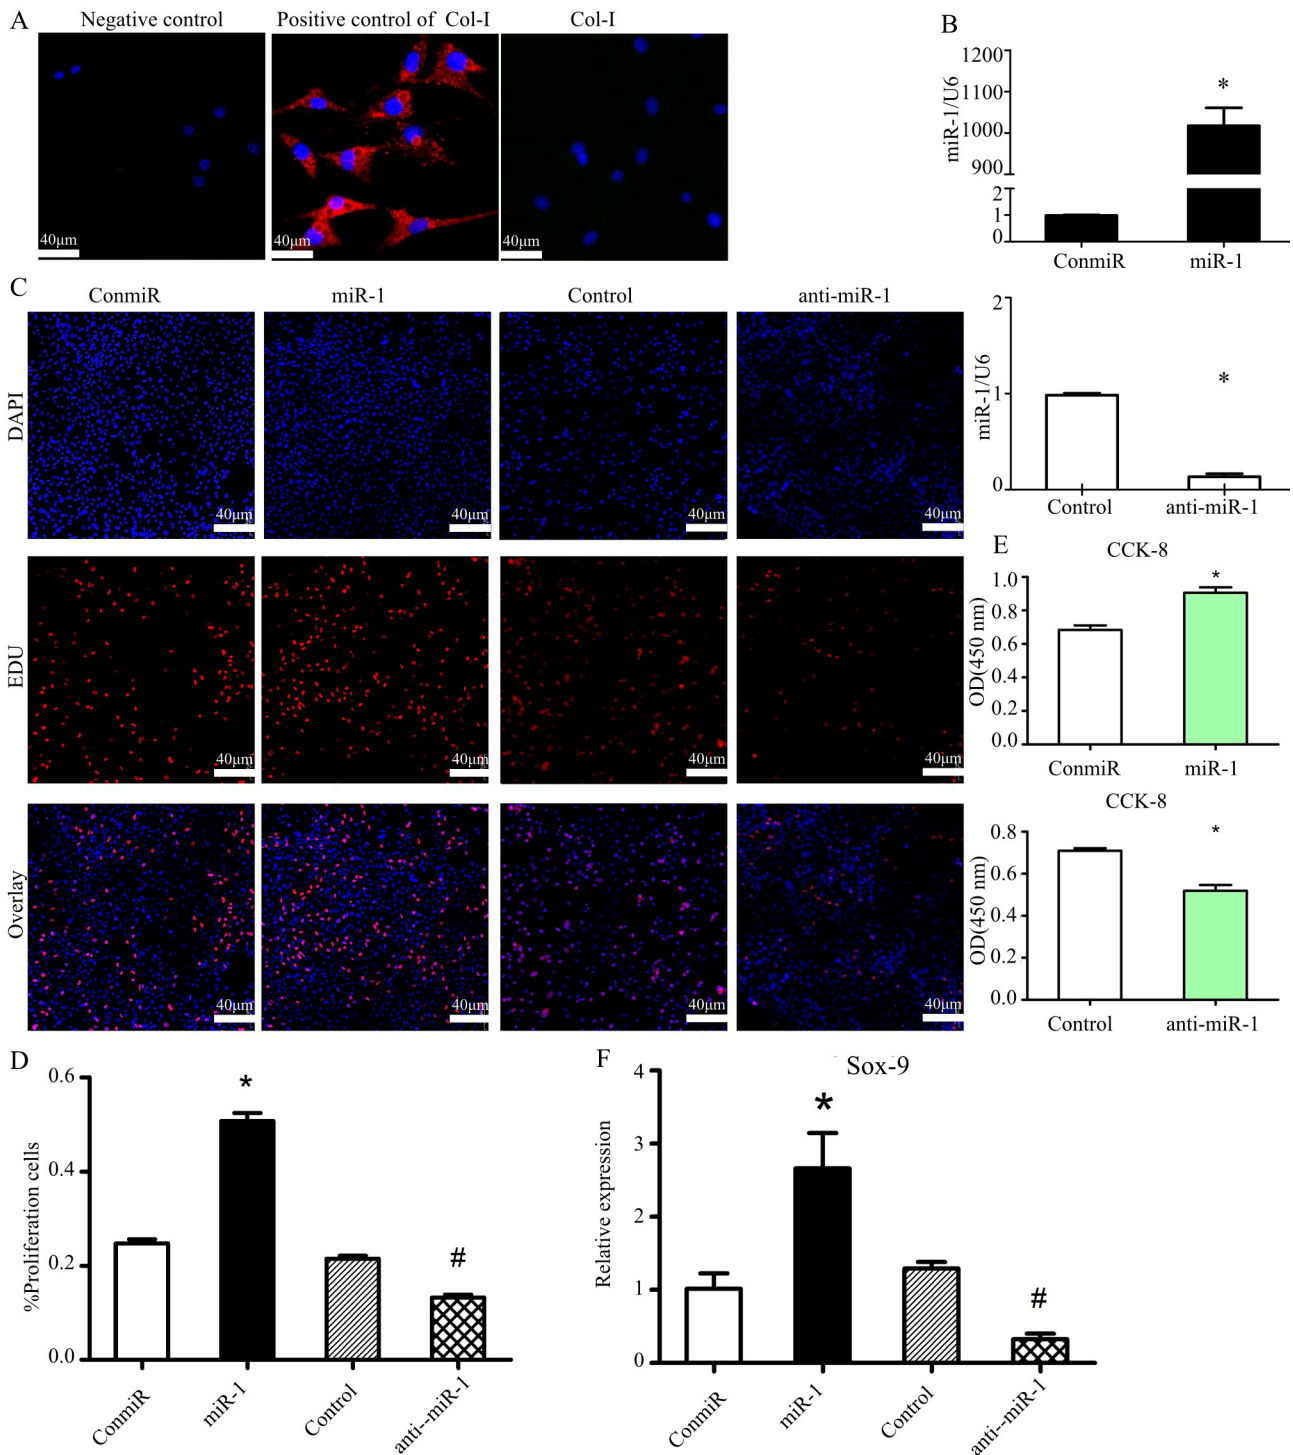 A
Negative control
Positive control of Col-I
Col-I
40μm
40μm
40μm
B
miR-1/U6
1200
1100
1000
900
2
1
0
*
ConmiR
miR-1
miR-1/U6
2
1
0
*
Control
anti-miR-1
C
ConmiR
miR-1
Control
anti-miR-1
DAPI
40μm
40μm
40μm
40μm
EDU
40μm
40μm
40μm
40μm
Overlay
40μm
40μm
40μm
40μm
E
CCK-8
OD(450 nm)
1.0
0.8
0.6
0.4
0.2
0.0
*
ConmiR
miR-1
CCK-8
OD(450 nm)
0.8
0.6
0.4
0.2
0.0
*
Control
anti-miR-1
D
%Proliferation cells
0.6
0.4
0.2
0.0
*
#
ConmiR
miR-1
Control
anti--miR-1
F
Sox-9
Relative expression
4
3
2
1
0
*
#
ConmiR
miR-1
Control
anti--miR-1